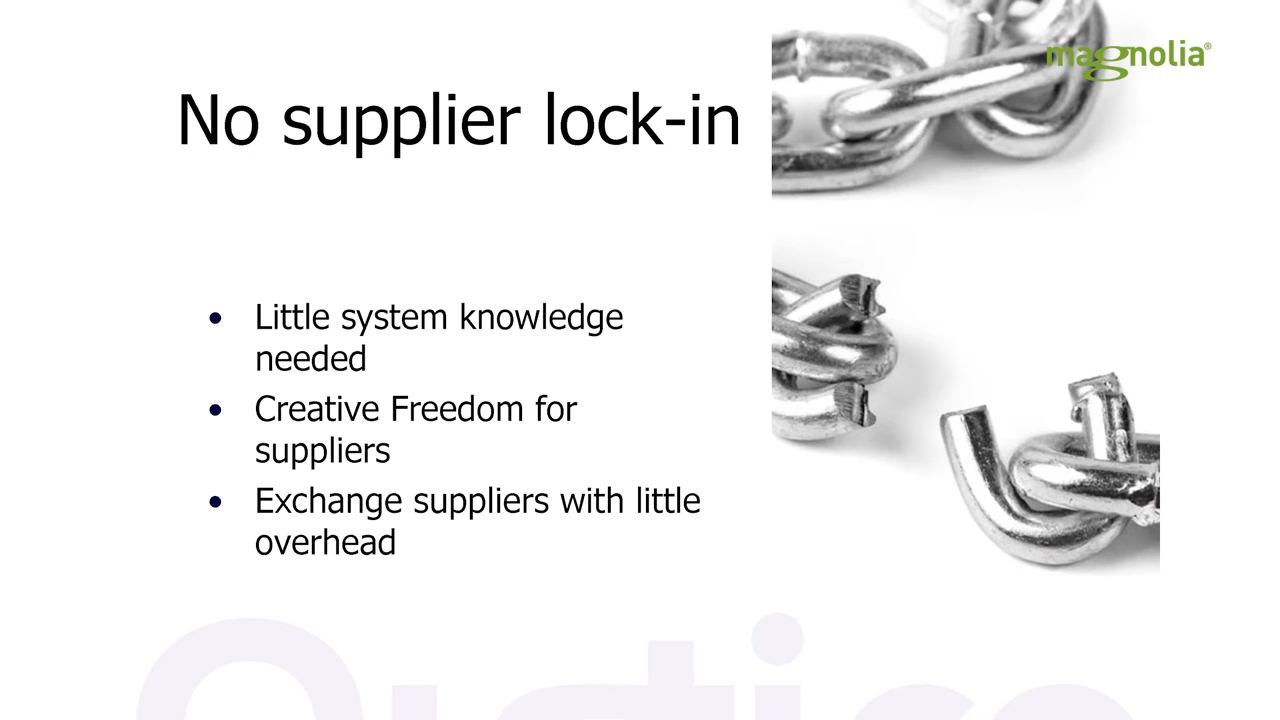 magnolia®
No supplier lock-in
• Little system knowledge
needed
• Creative Freedom for
suppliers
• Exchange suppliers with little
overhead